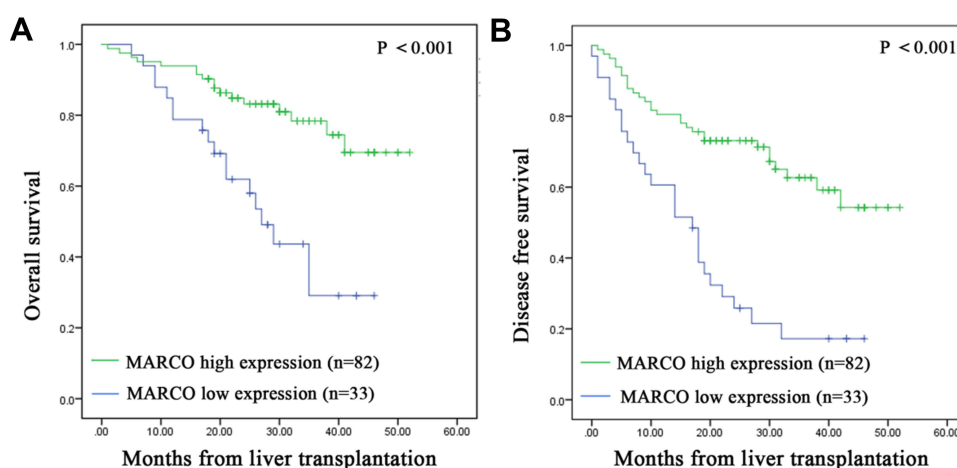 A
P < 0.001
Overall survival
1.0
0.8
0.6
0.4
0.2
0.0
MARCO high expression (n=82)
MARCO low expression (n=33)
.00 10.00 20.00 30.00 40.00 50.00 60.00
Months from liver transplantation
B
P < 0.001
Disease free survival
1.0
0.8
0.6
0.4
0.2
0.0
MARCO high expression (n=82)
MARCO low expression (n=33)
.00 10.00 20.00 30.00 40.00 50.00 60.00
Months from liver transplantation